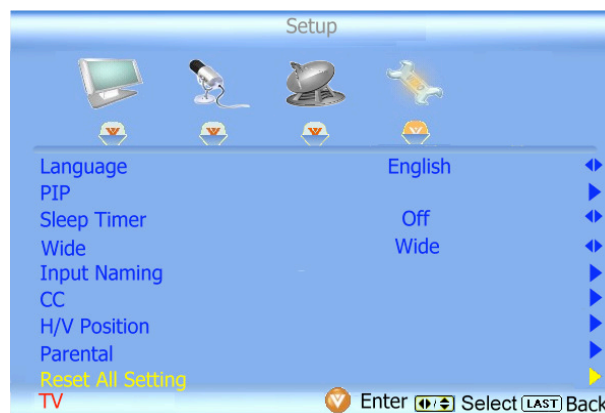 Setup
Language English
PIP
Sleep Timer Off
Wide Wide
Input Naming
CC
H/V Position
Parental
Reset All Setting
TV Enter Select LAST Back